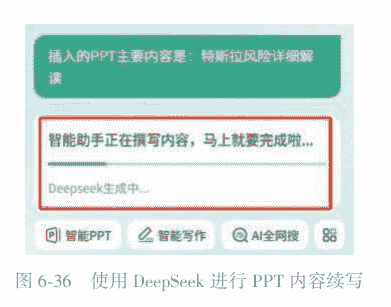 插入的PPT主要内容是：特斯拉风险详细解
读
智能助手正在撰写内容，马上就要完成啦...
Deepseek生成中...
智能PPT 智能写作 AI全网搜
图 6-36 使用 DeepSeek 进行 PPT 内容续写